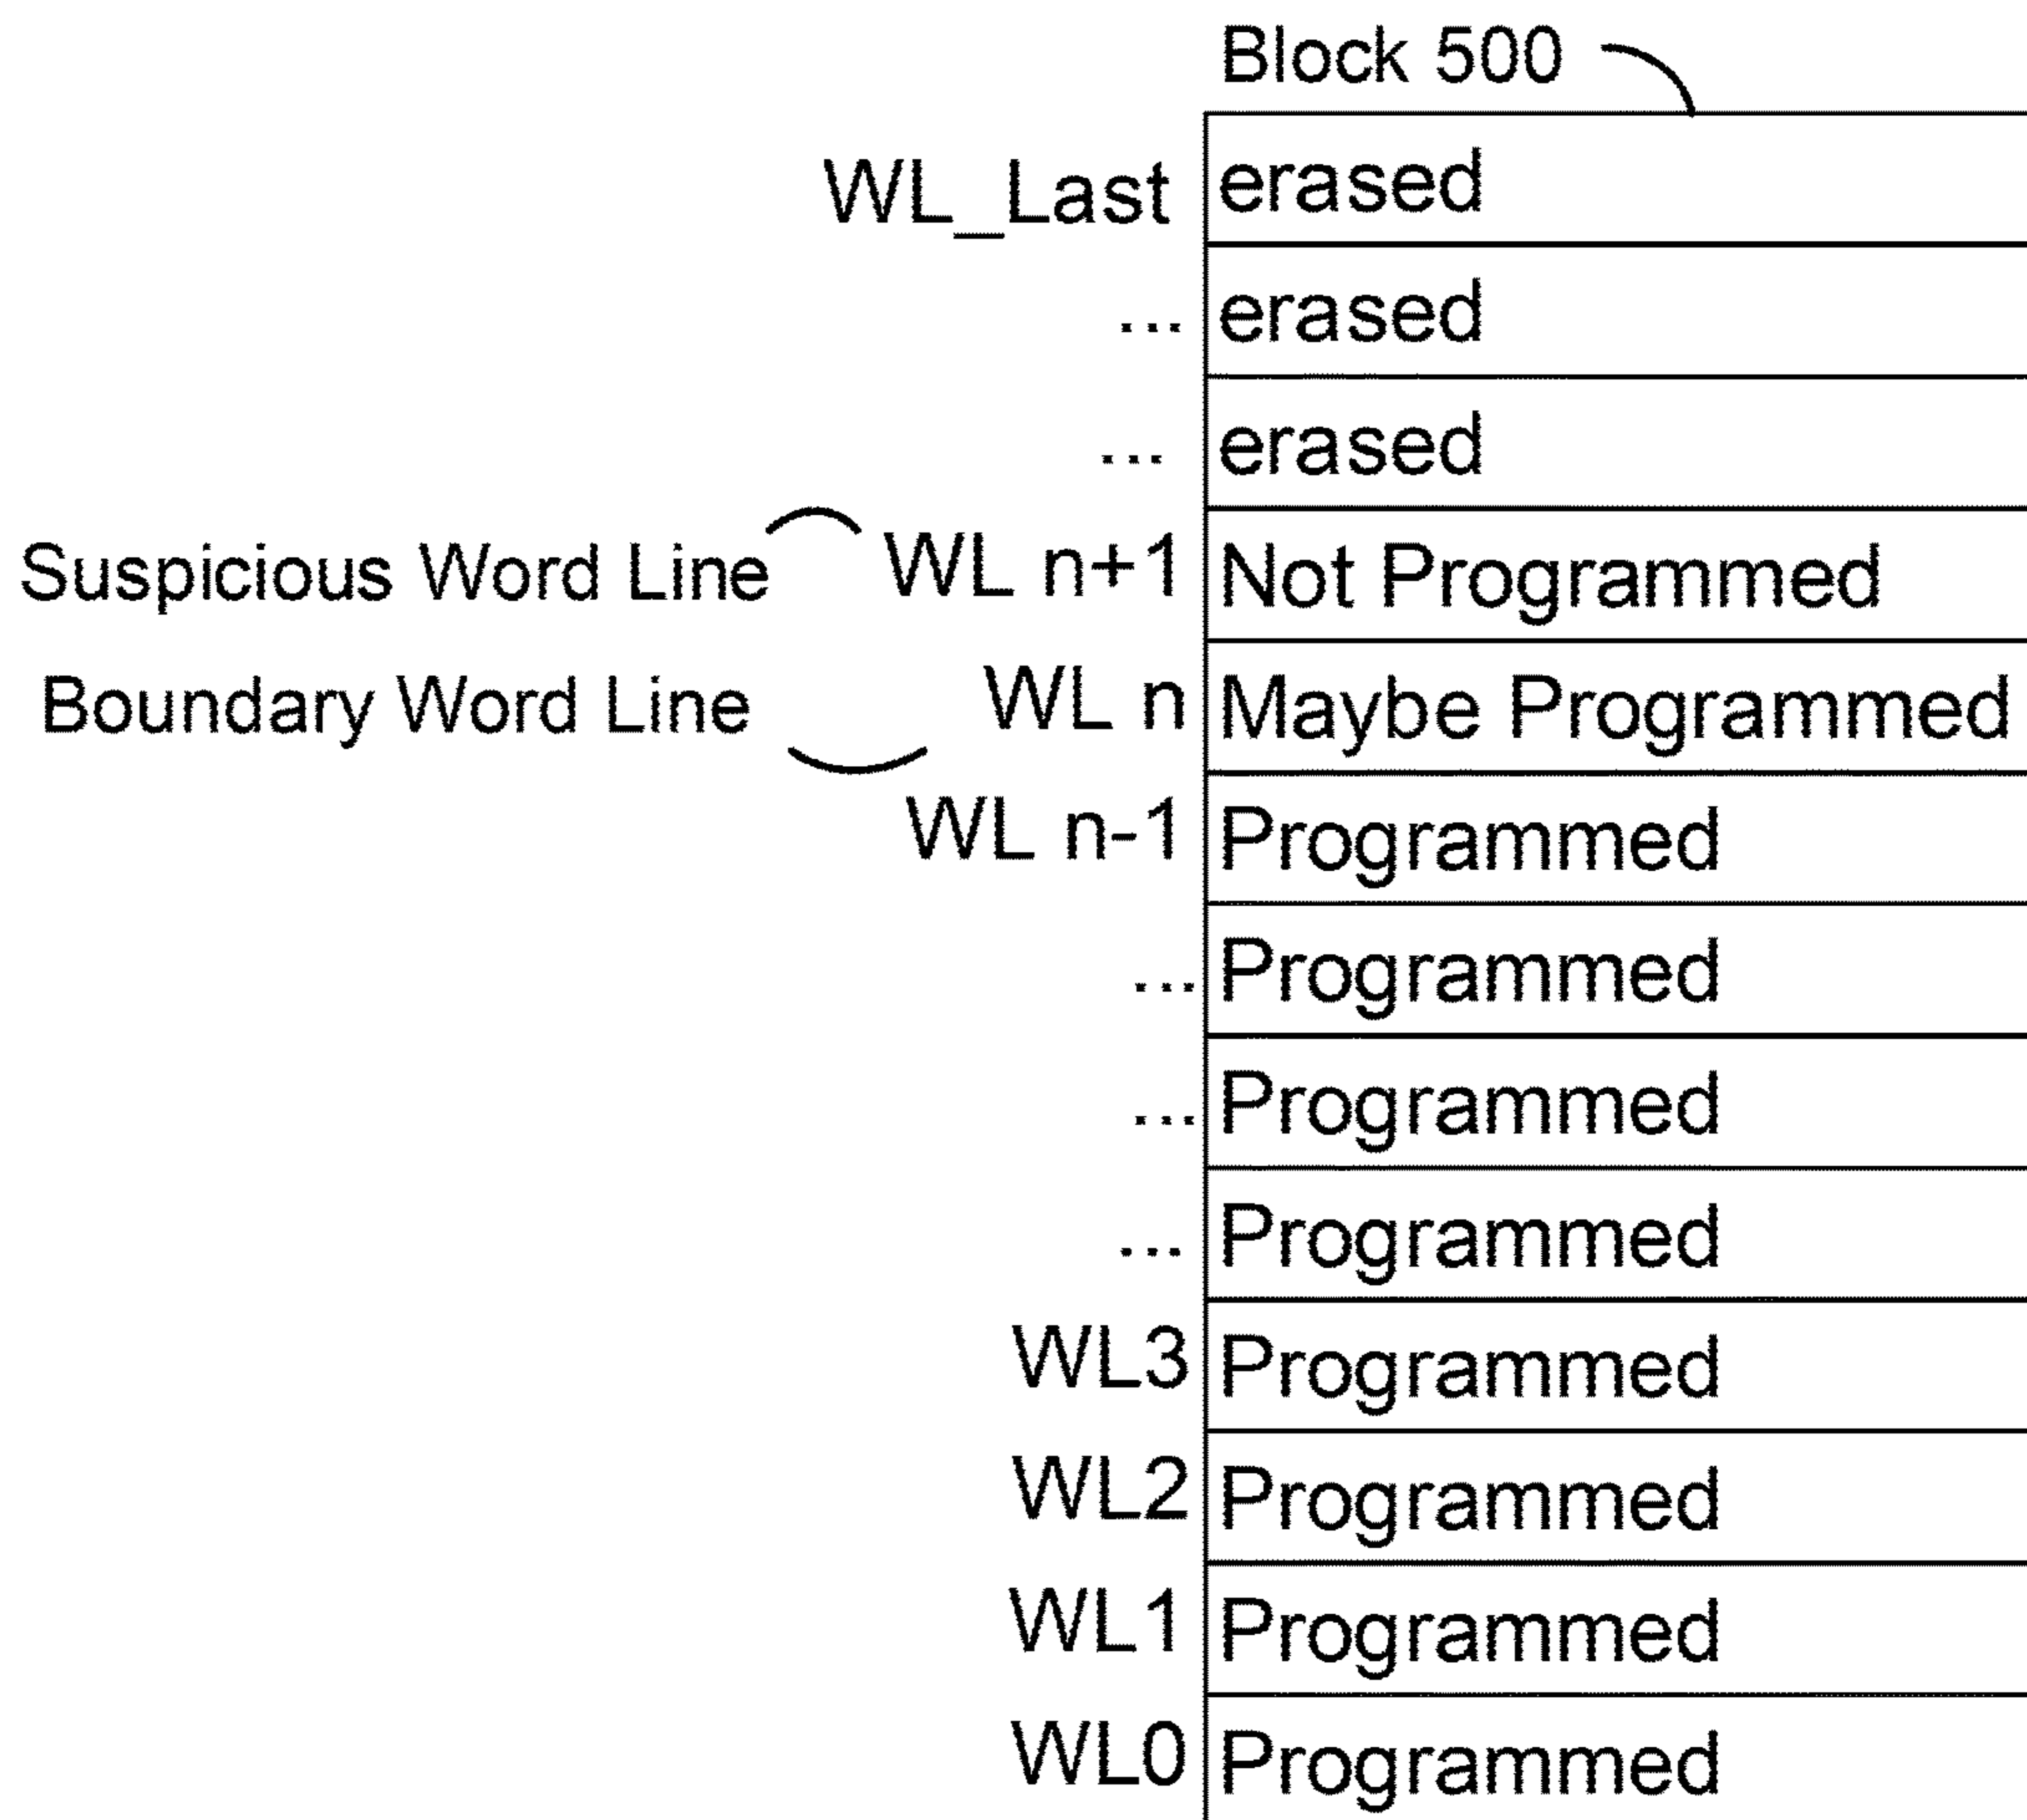 Block 500
WL_Last erased
... erased
... erased
Suspicious Word Line WL n+1 Not Programmed
Boundary Word Line WL n Maybe Programmed
WL n-1 Programmed
... Programmed
... Programmed
... Programmed
WL3 Programmed
WL2 Programmed
WL1 Programmed
WL0 Programmed